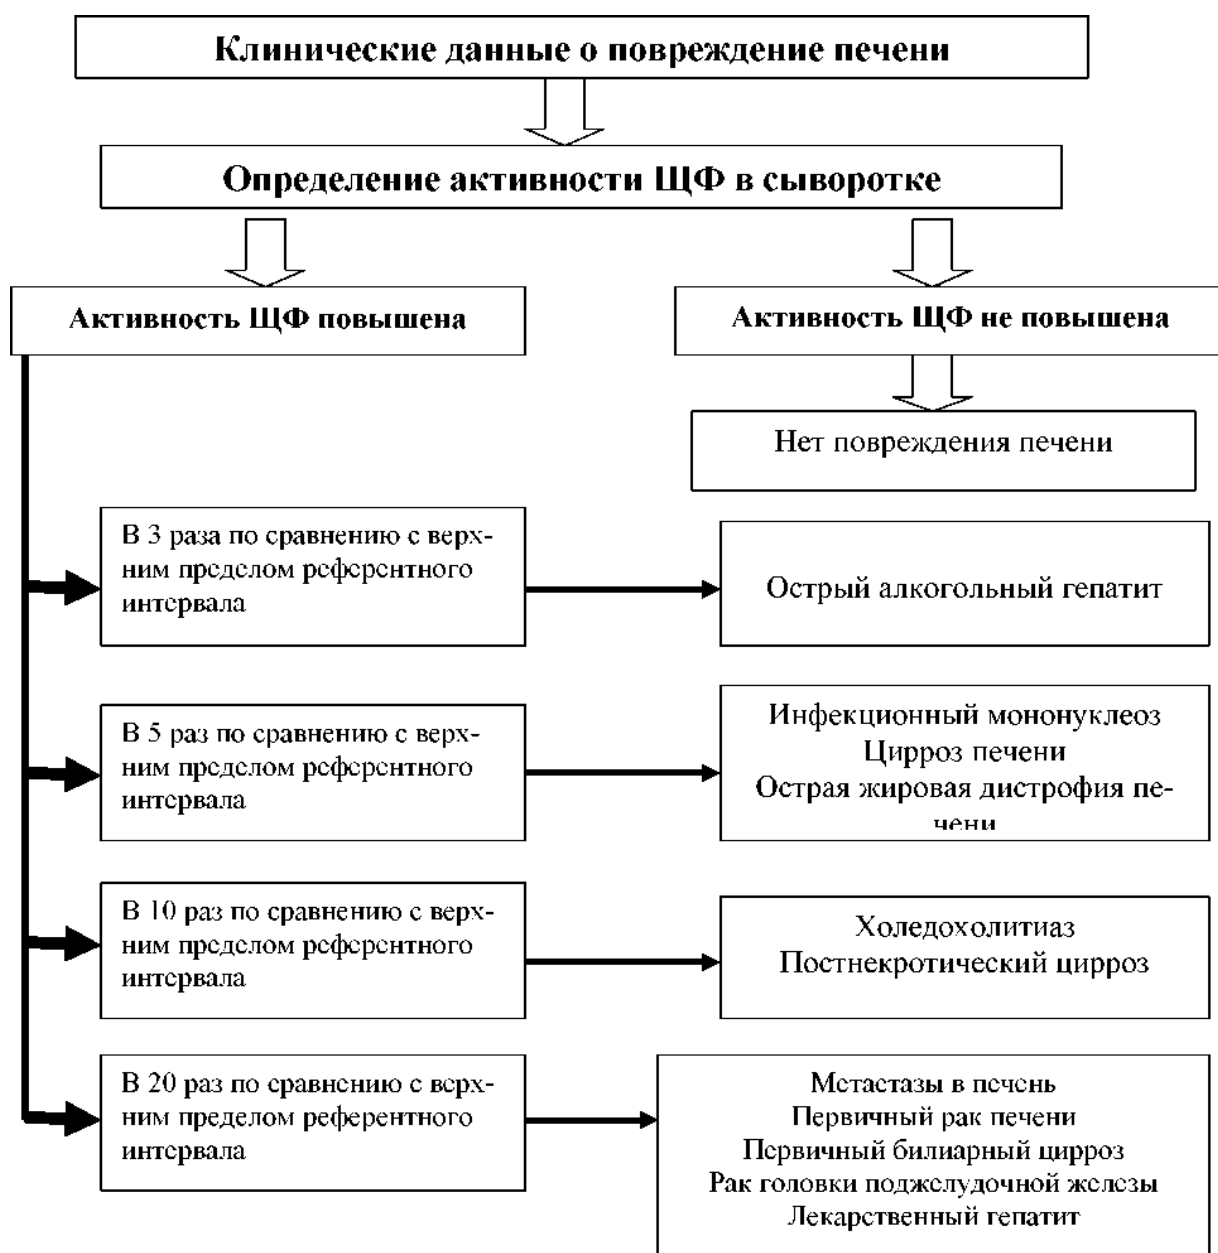 Клинические данные о повреждение печени
Определение активности ЩФ в сыворотке
Активность ЩФ повышена
Активность ЩФ не повышена
Нет повреждения печени
В 3 раза по сравнению с верх-
ним пределом референтного
интервала
Острый алкогольный гепатит
В 5 раз по сравнению с верх-
ним пределом референтного
интервала
Инфекционный мононуклеоз
Цирроз печени
Острая жировая дистрофия пе-
чени
В 10 раз по сравнению с верх-
ним пределом референтного
интервала
Холедохолитиаз
Постнекротический цирроз
В 20 раз по сравнению с верх-
ним пределом референтного
интервала
Метастазы в печень
Первичный рак печени
Первичный билиарный цирроз
Рак головки поджелудочной железы
Лекарственный гепатит